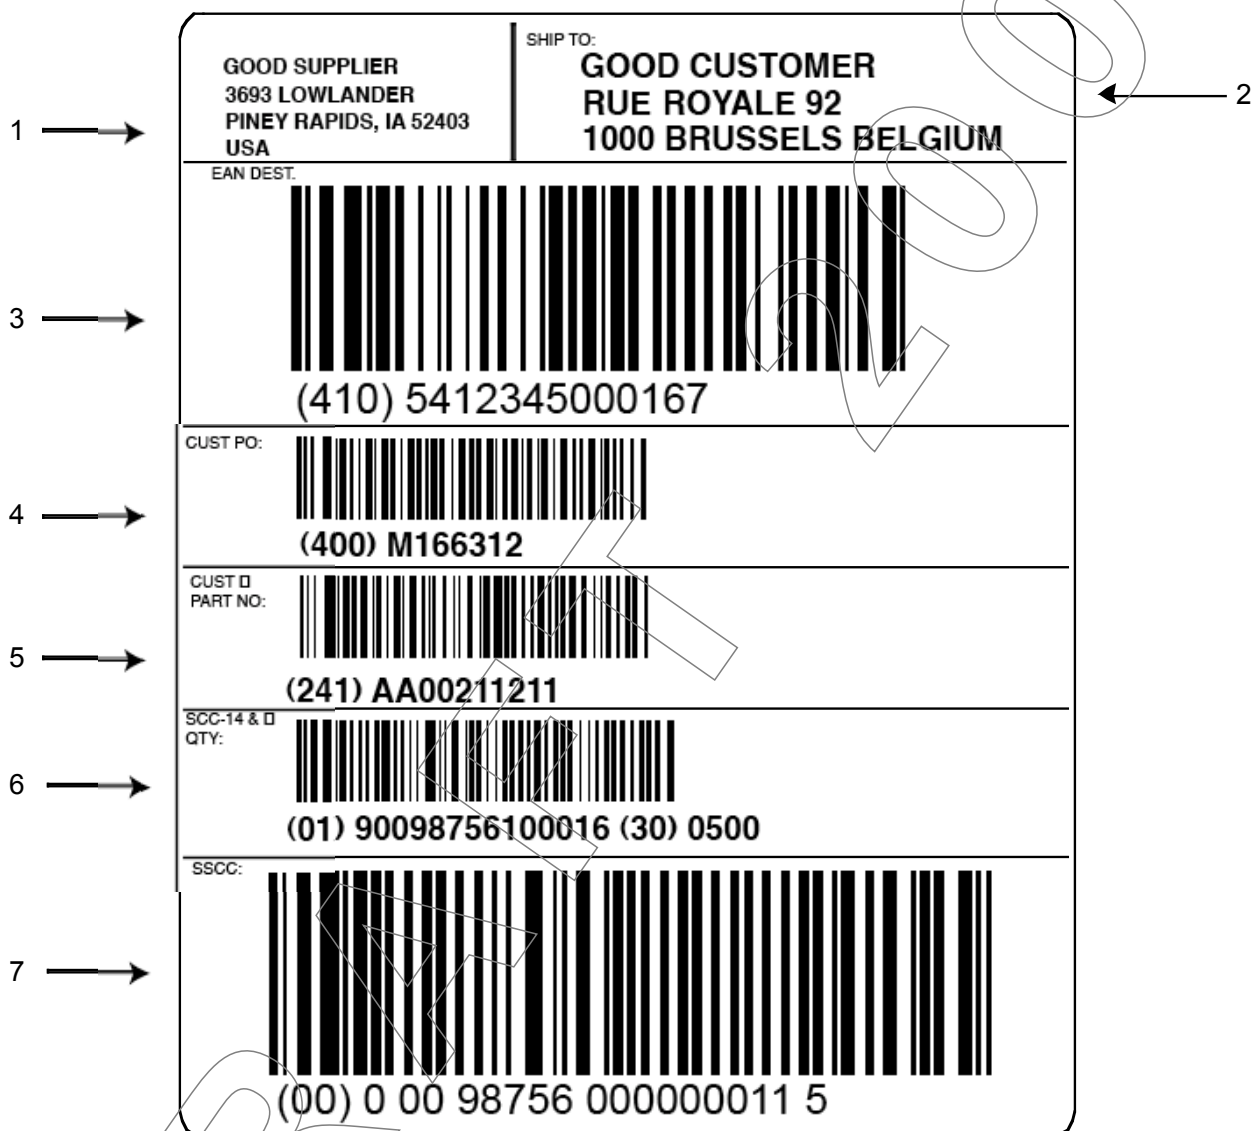 GOOD SUPPLIER
3693 LOWLANDER
PINEY RAPIDS, IA 52403
USA
SHIP TO:
GOOD CUSTOMER
RUE ROYALE 92
1000 BRUSSELS BELGIUM
1
2
EAN DEST.
3
(410) 5412345000167
CUST PO:
4
(400) M166312
CUST □
PART NO:
5
(241) AA00211211
SCC-14 & □
QTY:
6
(01) 90098756100016 (30) 0500
SSCC:
7
(00) 0 00 98756 000000011 5